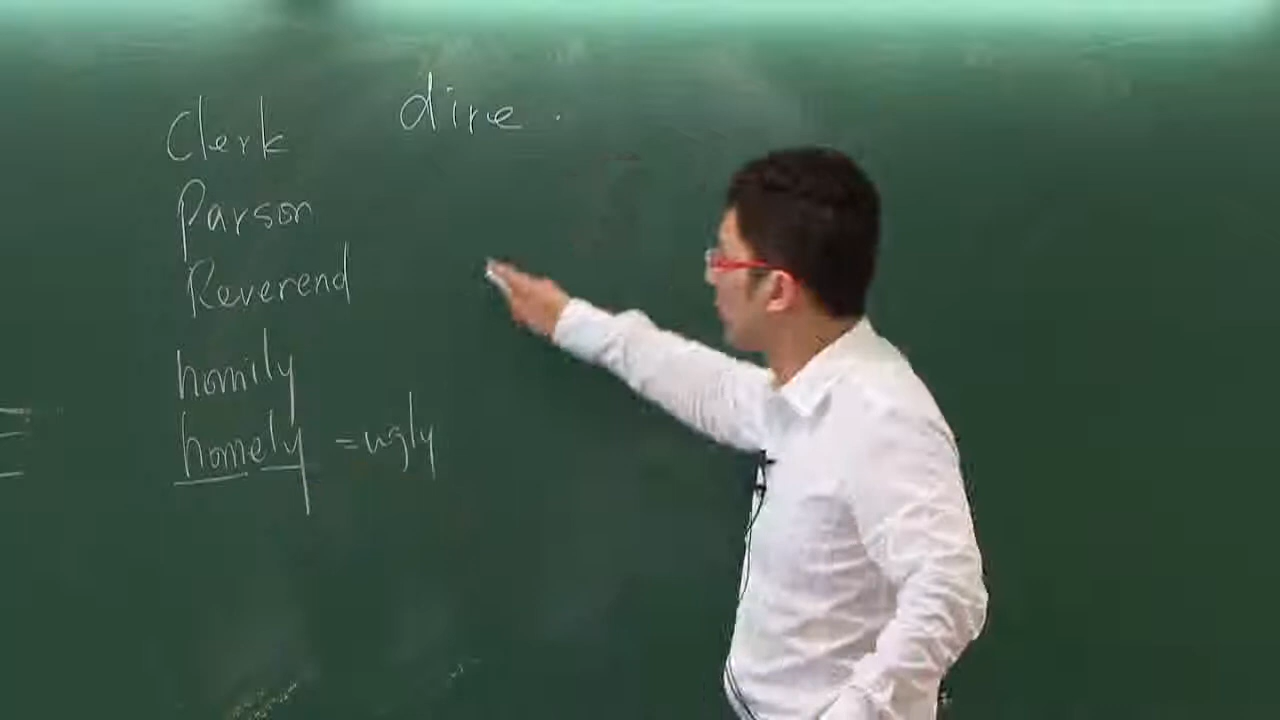 Clerk
dire.
Parson
Reverend
homily
homely = ugly